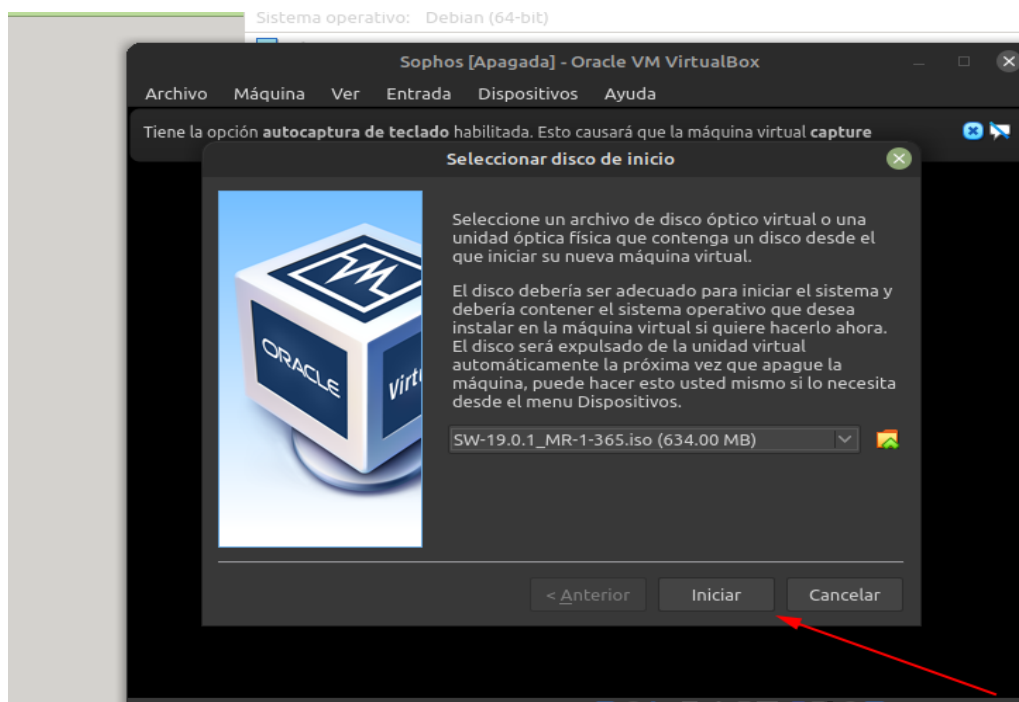 Sistema operativo: Debian (64-bit)
Sophos [Apagada] - Oracle VM VirtualBox
Archivo Máquina Ver Entrada Dispositivos Ayuda
Tiene la opción autocaptura de teclado habilitada. Esto causará que la máquina virtual capture
Seleccionar disco de inicio
Seleccione un archivo de disco óptico virtual o una
unidad óptica física que contenga un disco desde el
que iniciar su nueva máquina virtual.
El disco debería ser adecuado para iniciar el sistema y
debería contener el sistema operativo que desea
instalar en la máquina virtual si quiere hacerlo ahora.
El disco será expulsado de la unidad virtual
automáticamente la próxima vez que apague la
máquina, puede hacer esto usted mismo si lo necesita
desde el menu Dispositivos.
ORACLE
Virt
SW-19.0.1_MR-1-365.iso (634.00 MB)
< Anterior Iniciar Cancelar